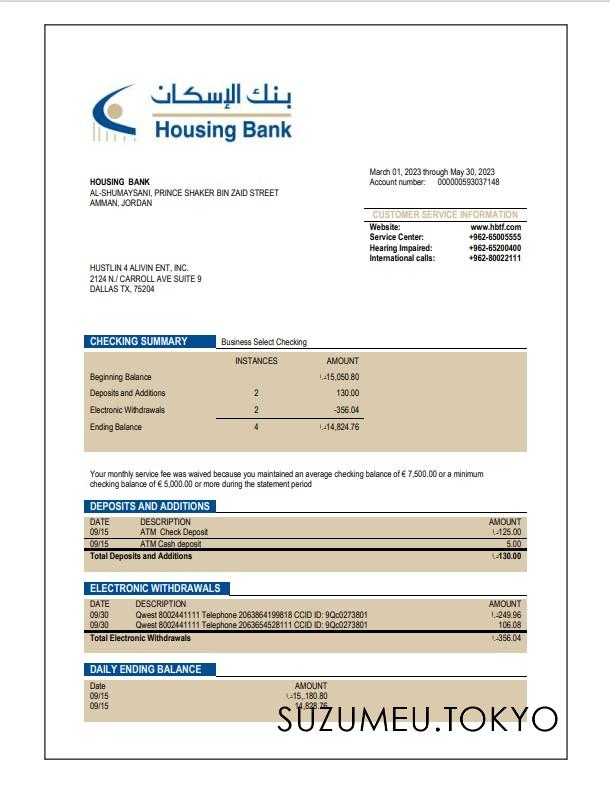 بنك الإسكان
Housing Bank
March 01, 2023 through May 30, 2023
Account number: 000000593037148
HOUSING BANK
AL-SHUMAYSANI, PRINCE SHAKER BIN ZAID STREET
AMMAN, JORDAN
CUSTOMER SERVICE INFORMATION
Website: www.hbtf.com
Service Center: +962-65005555
Hearing Impaired: +962-65200400
International calls: +962-80022111
HUSTLIN 4 ALIVIN ENT, INC.
2124 N./ CARROLL AVE SUITE 9
DALLAS TX, 75204
CHECKING SUMMARY Business Select Checking
INSTANCES AMOUNT
Beginning Balance 15,050.80
Deposits and Additions 2 130.00
Electronic Withdrawals 2 -356.04
Ending Balance 4 14,824.76
Your monthly service fee was waived because you maintained an average checking balance of € 7,500.00 or a minimum
checking balance of € 5,000.00 or more during the statement period
DEPOSITS AND ADDITIONS
DATE DESCRIPTION AMOUNT
09/15 ATM Check Deposit 125.00
09/15 ATM Cash deposit 5.00
Total Deposits and Additions 130.00
ELECTRONIC WITHDRAWALS
DATE DESCRIPTION AMOUNT
09/30 Qwest 8002441111 Telephone 2063864199818 CCID ID: 9Qc0273801 -249.96
09/30 Qwest 8002441111 Telephone 2063654528111 CCID ID: 9Qc0273801 106.08
Total Electronic Withdrawals -356.04
DAILY ENDING BALANCE
Date AMOUNT
09/15 15,.180.80
09/15 14,828.76
SUZUMEU.TOKYO